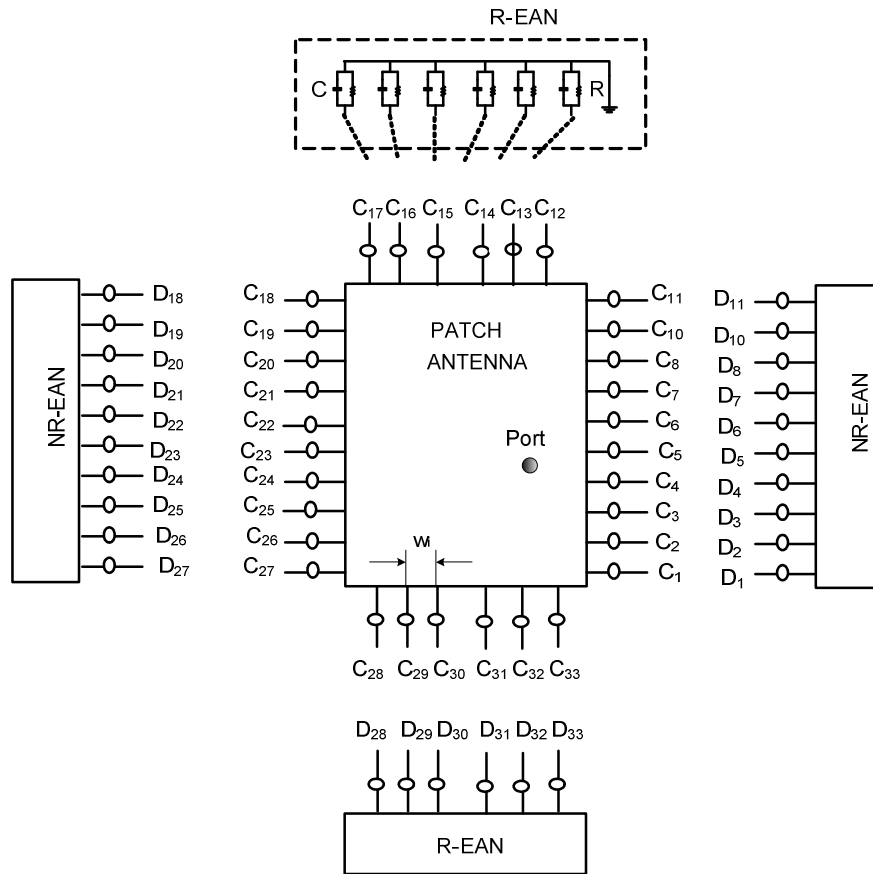 R-EAN
C R
C17 C16 C15 C14 C13 C12
D18 C18 C11 D11
D19 C19 PATCH C10 D10
D20 C20 ANTENNA C8 D8
D21 C21 C7 D7
D22 C22 C6 D6
NR-EAN NR-EAN
D23 C23 Port C5 D5
D24 C24 C4 D4
D25 C25 C3 D3
D26 C26 Wi C2 D2
D27 C27 C1 D1
C28 C29 C30 C31 C32 C33
D28 D29 D30 D31 D32 D33
R-EAN